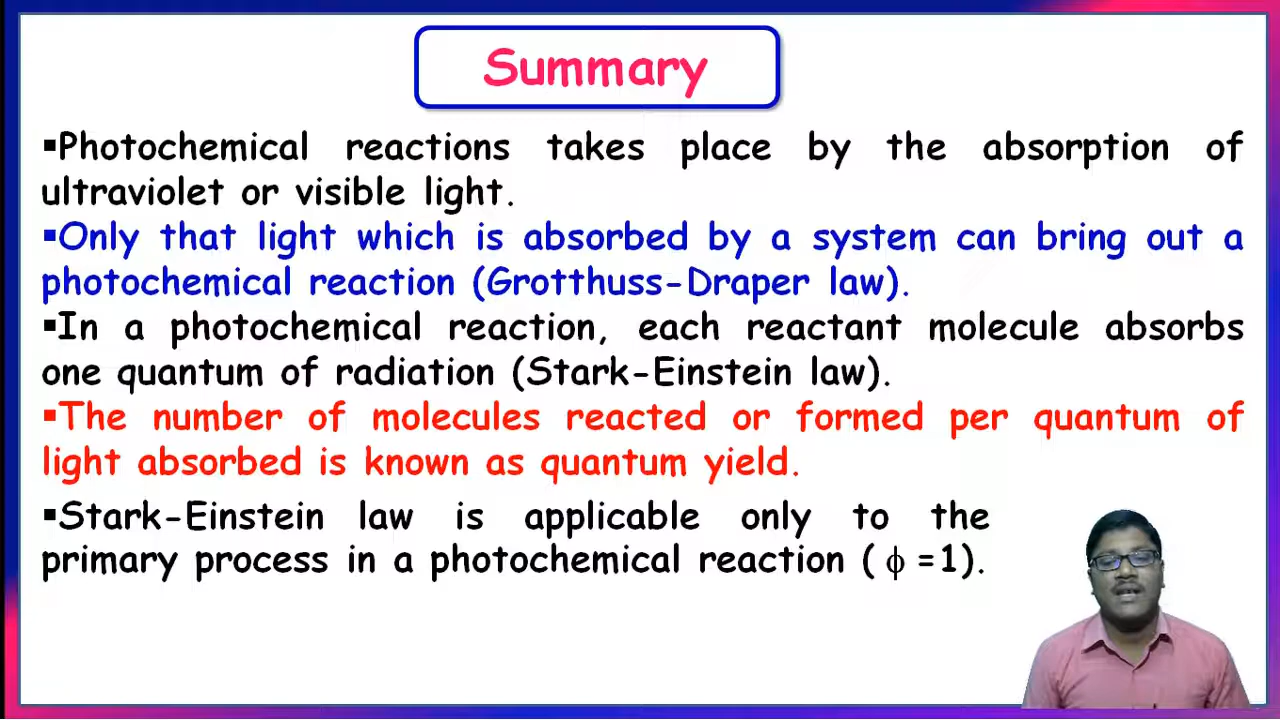 Summary
▪Photochemical reactions takes place by the absorption of
ultraviolet or visible light.
▪Only that light which is absorbed by a system can bring out a
photochemical reaction (Grotthuss-Draper law).
▪In a photochemical reaction, each reactant molecule absorbs
one quantum of radiation (Stark-Einstein law).
▪The number of molecules reacted or formed per quantum of
light absorbed is known as quantum yield.
▪Stark-Einstein law is applicable only to the
primary process in a photochemical reaction ( ϕ =1).